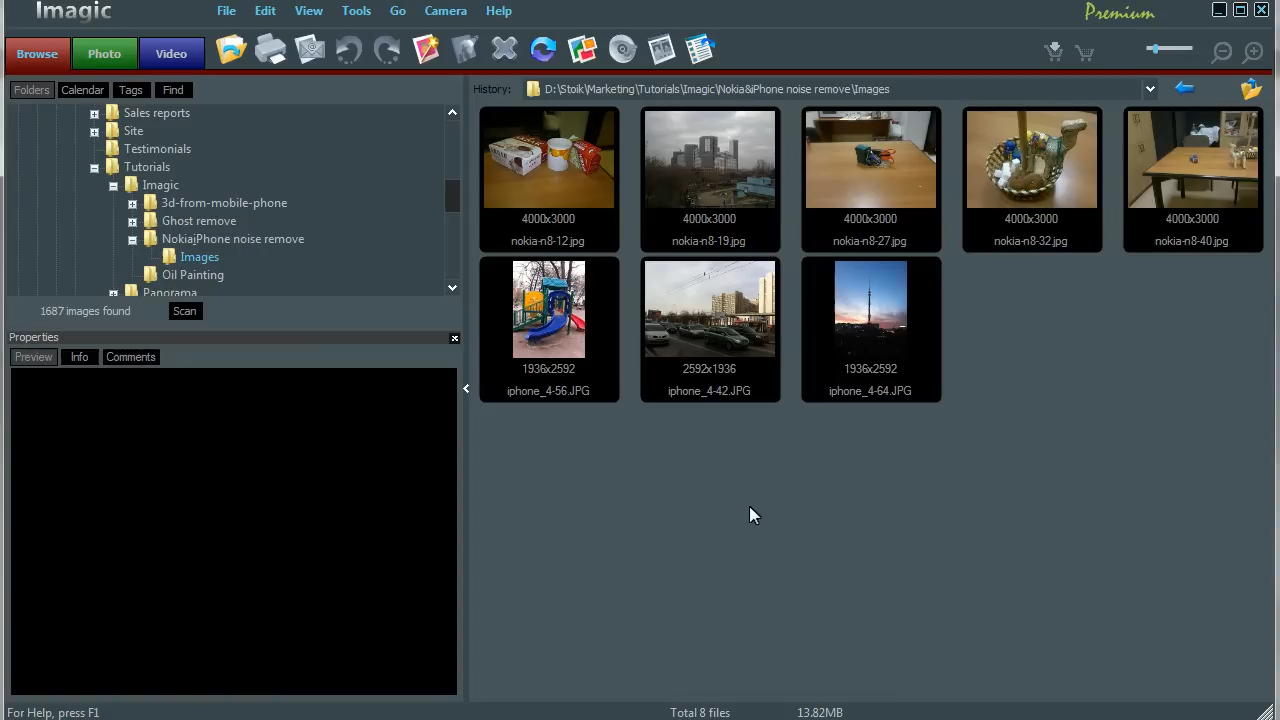 Imagic
File Edit View Tools Go Camera Help
Premium
Browse Photo Video
Folders Calendar Tags Find
History: D:\Stoik\Marketing\Tutorials\Imagic\Nokia&iPhone noise remove\Images
Sales reports
Site
Testimonials
Tutorials
Imagic
3d-from-mobile-phone
Ghost remove
NokiajPhone noise remove
Images
Oil Painting
Panorama
1687 images found Scan
Properties
Preview Info Comments
4000x3000 4000x3000 4000x3000 4000x3000 4000x3000
nokia-n8-12.jpg nokia-n8-19.jpg nokia-n8-27.jpg nokia-n8-32.jpg nokia-n8-40.jpg
1936x2592 2592x1936 1936x2592
iphone_4-56.JPG iphone_4-42.JPG iphone_4-64.JPG
For Help, press F1 Total 8 files 13.82MB